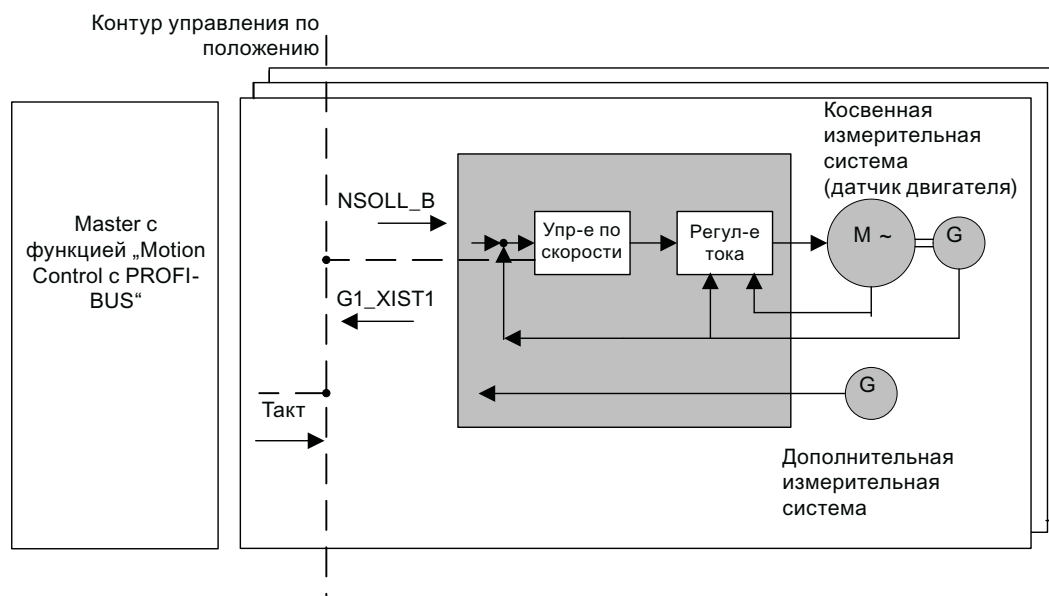 Контур управления по
положению
Master с
функцией „Motion
Control с PROFI-
BUS“
NSOLL_B
G1_XIST1
Такт
Упр-е по
скорости
Регул-е
тока
Косвенная
измерительная
система
(датчик двигателя)
M ~
G
G
Дополнительная
измерительная
система